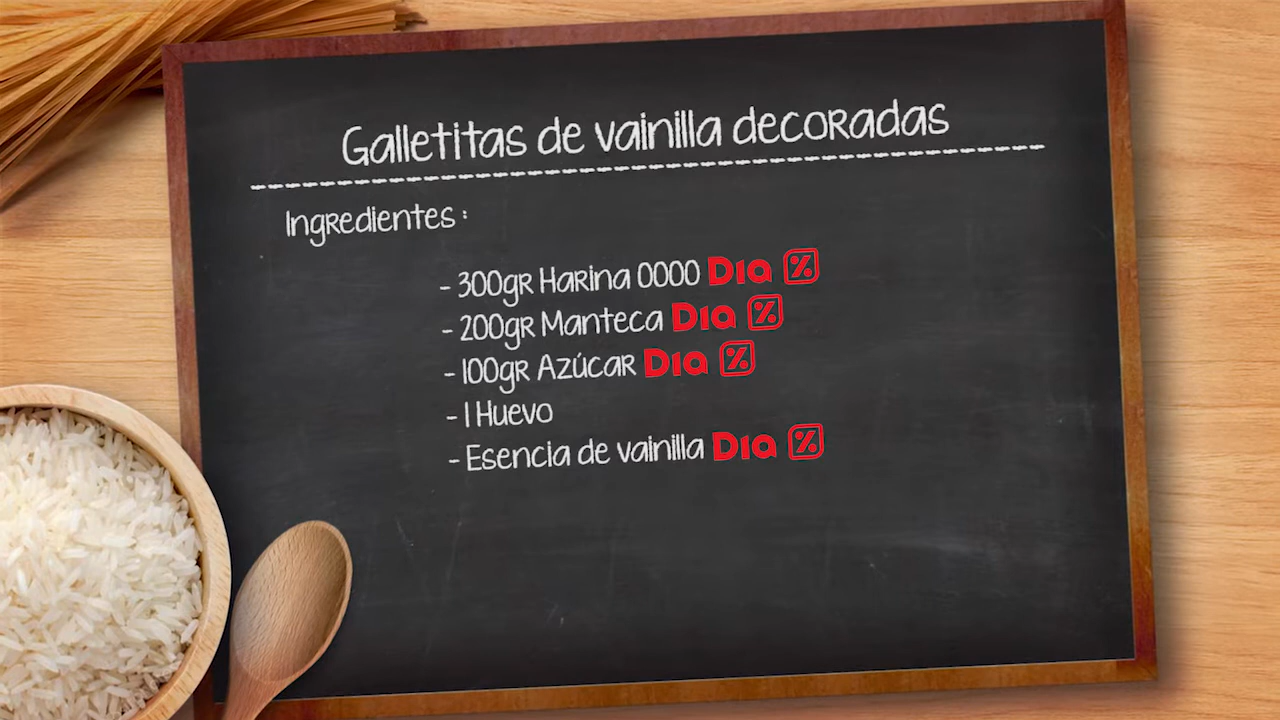 Galletitas de vainilla decoradas
Ingredientes :
- 300gr Harina 0000 Dia %
- 200gr Manteca Dia %
- 100gr Azúcar Dia %
- 1 Huevo
- Esencia de vainilla Dia %